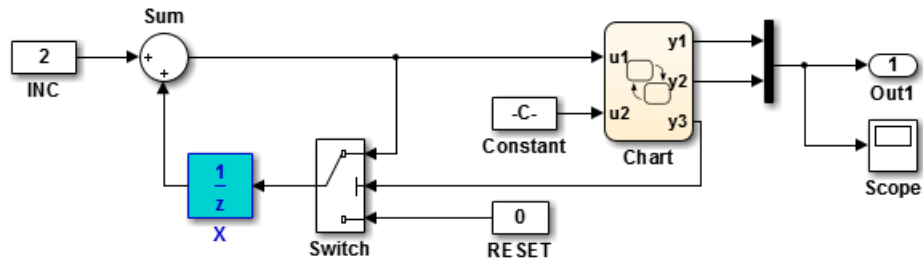 Sum
2
INC
+
+
u1
u2
y1
y2
y3
Chart
-C-
Constant
1
Out1
Scope
1
z
X
Switch
0
RESET